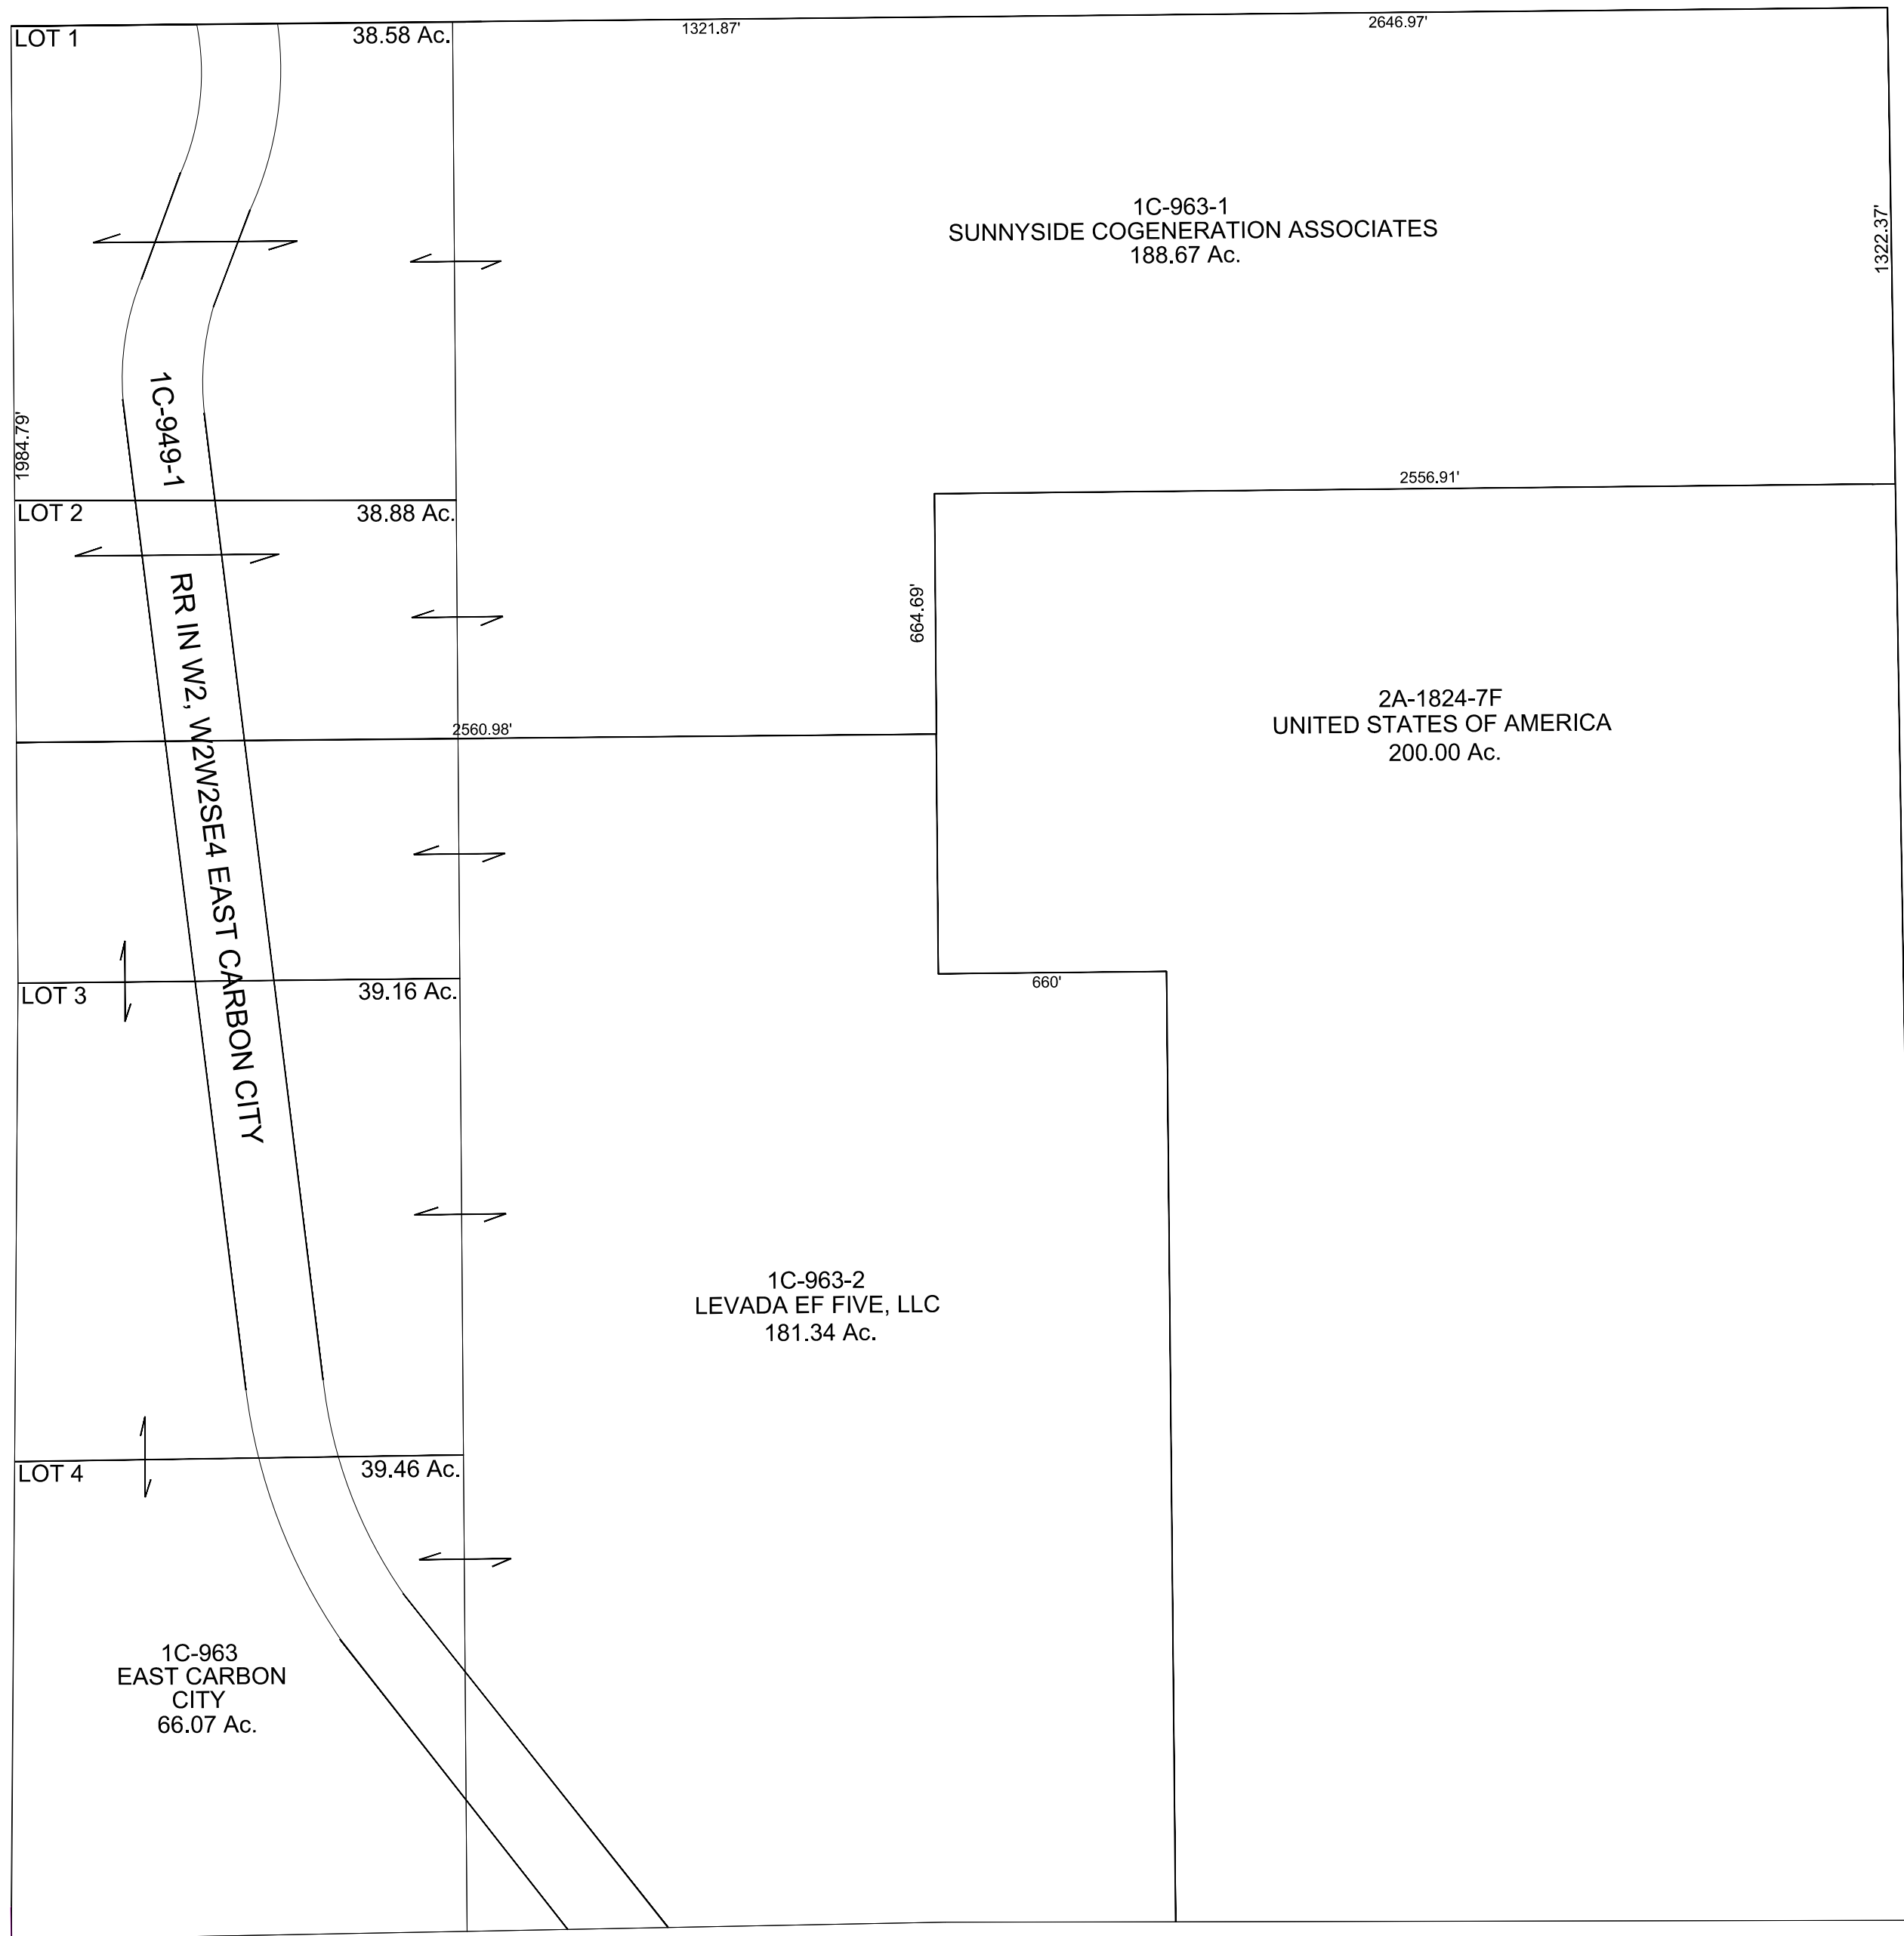 LOT 1
38.58 Ac.
1321.87'
2646.97'
1C-963-1
SUNNYSIDE COGENERATION ASSOCIATES
188.67 Ac.
1322.37'
1984.79'
1C-949-1
2556.91'
LOT 2
38.88 Ac.
664.69'
RR IN W2, W2W2SE4 EAST CARBON CITY
2A-1824-7F
UNITED STATES OF AMERICA
200.00 Ac.
2560.98'
660'
LOT 3
39.16 Ac.
1C-963-2
LEVADA EF FIVE, LLC
181.34 Ac.
LOT 4
39.46 Ac.
1C-963
EAST CARBON
CITY
66.07 Ac.